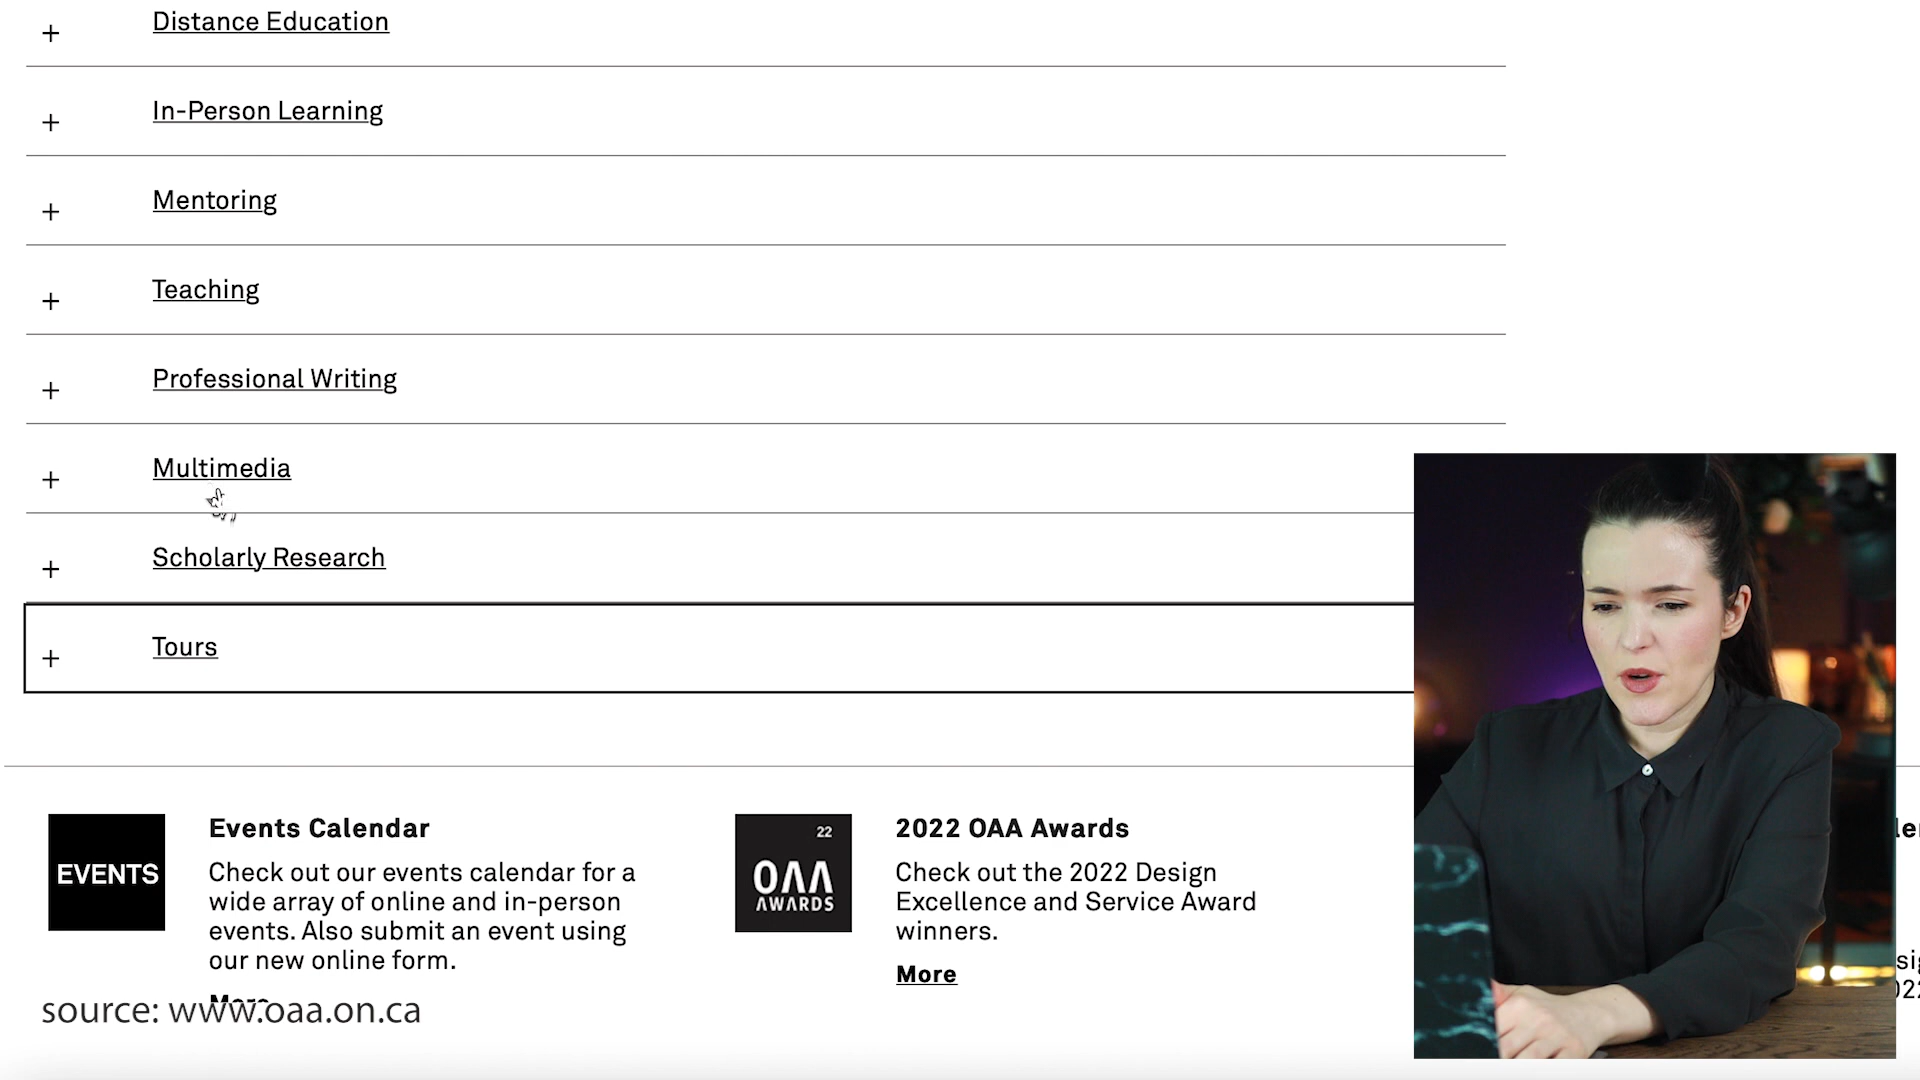 + Distance Education
+ In-Person Learning
+ Mentoring
+ Teaching
+ Professional Writing
+ Multimedia
+ Scholarly Research
+ Tours
EVENTS
Events Calendar
Check out our events calendar for a
wide array of online and in-person
events. Also submit an event using
our new online form.
More
22
OAA
AWARDS
2022 OAA Awards
Check out the 2022 Design
Excellence and Service Award
winners.
More
source: www.oaa.on.ca